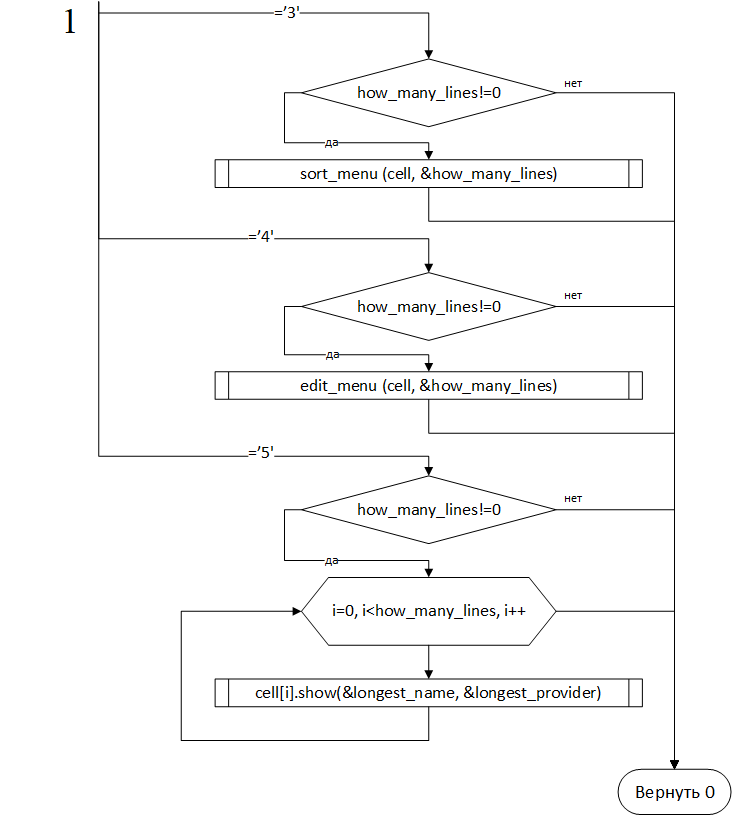 1
=’3'
how_many_lines!=0
нет
да
sort_menu (cell, &how_many_lines)
=’4'
how_many_lines!=0
нет
да
edit_menu (cell, &how_many_lines)
=’5'
how_many_lines!=0
нет
да
i=0, i<how_many_lines, i++
cell[i].show(&longest_name, &longest_provider)
Вернуть 0